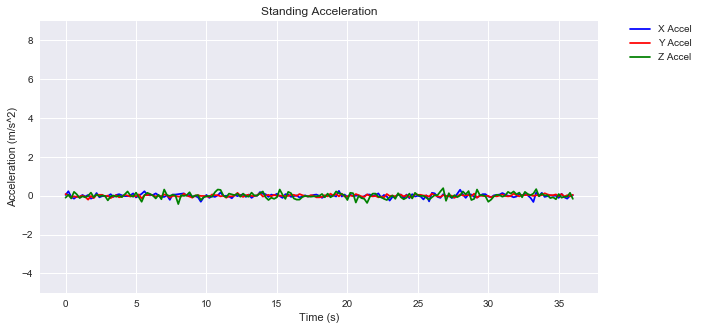 Standing Acceleration
X Accel
Y Accel
Z Accel
Acceleration (m/s^2)
8
6
4
2
0
−2
−4
0 5 10 15 20 25 30 35
Time (s)